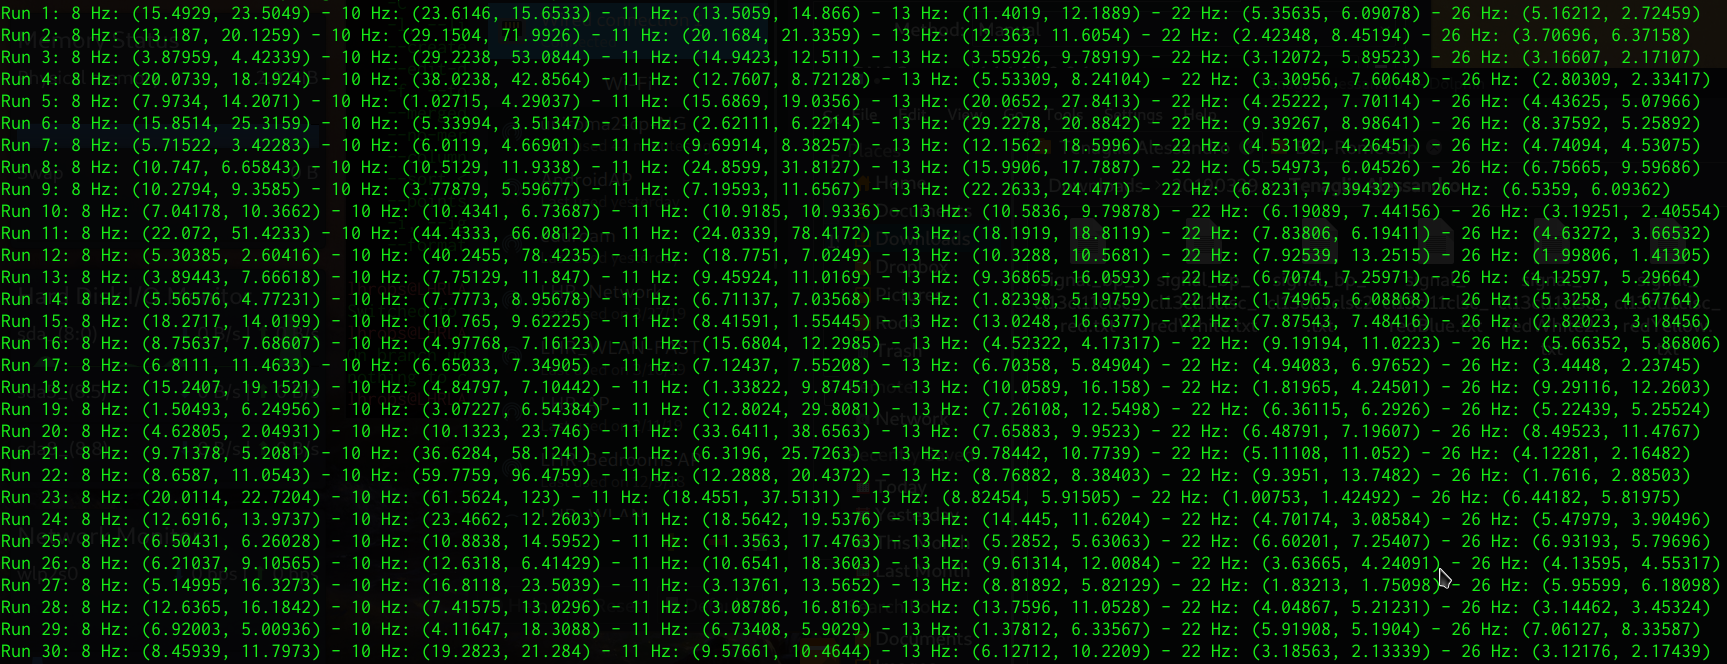 Run 1: 8 Hz: (15.4929, 23.5049) - 10 Hz: (23.6146, 15.6533) - 11 Hz: (13.5059, 14.866) - 13 Hz: (11.4019, 12.1889) - 22 Hz: (5.35635, 6.09078) - 26 Hz: (5.16212, 2.72459)
Run 2: 8 Hz: (13.187, 20.1259) - 10 Hz: (29.1504, 71.9926) - 11 Hz: (20.1684, 21.3359) - 13 Hz: (12.363, 11.6054) - 22 Hz: (2.42348, 8.45194) - 26 Hz: (3.70696, 6.37158)
Run 3: 8 Hz: (3.87959, 4.42339) - 10 Hz: (29.2238, 53.0844) - 11 Hz: (14.9423, 12.511) - 13 Hz: (3.55926, 9.78919) - 22 Hz: (3.12072, 5.89523) - 26 Hz: (3.16607, 2.17107)
Run 4: 8 Hz: (20.0739, 18.1924) - 10 Hz: (38.0238, 42.8564) - 11 Hz: (12.7607, 8.72128) - 13 Hz: (5.53309, 8.24104) - 22 Hz: (3.30956, 7.60648) - 26 Hz: (2.80309, 2.33417)
Run 5: 8 Hz: (7.9734, 14.2071) - 10 Hz: (1.02715, 4.29037) - 11 Hz: (15.6869, 19.0356) - 13 Hz: (20.0652, 27.8413) - 22 Hz: (4.25222, 7.70114) - 26 Hz: (4.43625, 5.07966)
Run 6: 8 Hz: (15.8514, 25.3159) - 10 Hz: (5.33994, 3.51347) - 11 Hz: (2.62111, 6.2214) - 13 Hz: (29.2278, 20.8842) - 22 Hz: (9.39267, 8.98641) - 26 Hz: (8.37592, 5.25892)
Run 7: 8 Hz: (5.71522, 3.42283) - 10 Hz: (6.0119, 4.66901) - 11 Hz: (9.69914, 8.38257) - 13 Hz: (12.1562, 18.5996) - 22 Hz: (4.53102, 4.26451) - 26 Hz: (4.74094, 4.53075)
Run 8: 8 Hz: (10.747, 6.65843) - 10 Hz: (10.5129, 11.9338) - 11 Hz: (24.8599, 31.8127) - 13 Hz: (15.9906, 17.7887) - 22 Hz: (5.54973, 6.04526) - 26 Hz: (6.75665, 9.59686)
Run 9: 8 Hz: (10.2794, 9.3585) - 10 Hz: (3.77879, 5.59677) - 11 Hz: (7.19593, 11.6567) - 13 Hz: (22.2633, 24.471) - 22 Hz: (6.82317, 7.39432) - 26 Hz: (6.5359, 6.09362)
Run 10: 8 Hz: (7.04178, 10.3662) - 10 Hz: (10.4341, 6.73687) - 11 Hz: (10.9185, 10.9336) - 13 Hz: (10.5836, 9.79878) - 22 Hz: (6.19089, 7.44156) - 26 Hz: (3.19251, 2.40554)
Run 11: 8 Hz: (22.072, 51.4233) - 10 Hz: (44.4333, 66.0812) - 11 Hz: (24.0339, 78.4172) - 13 Hz: (18.1919, 18.8119) - 22 Hz: (7.83806, 6.19411) - 26 Hz: (4.63272, 3.66532)
Run 12: 8 Hz: (5.30385, 2.60416) - 10 Hz: (40.2455, 78.4235) - 11 Hz: (18.7751, 7.0249) - 13 Hz: (10.3288, 10.5681) - 22 Hz: (7.92539, 13.2515) - 26 Hz: (1.99806, 1.41305)
Run 13: 8 Hz: (3.89443, 7.66618) - 10 Hz: (7.75129, 11.847) - 11 Hz: (9.45924, 11.0169) - 13 Hz: (9.36865, 16.0593) - 22 Hz: (6.7074, 7.25971) - 26 Hz: (4.12597, 5.29664)
Run 14: 8 Hz: (5.56576, 4.77231) - 10 Hz: (7.7773, 8.95678) - 11 Hz: (6.71137, 7.03568) - 13 Hz: (1.82398, 5.19759) - 22 Hz: (1.74965, 4.08868) - 26 Hz: (5.3258, 4.67764)
Run 15: 8 Hz: (18.2717, 14.0199) - 10 Hz: (10.765, 9.62225) - 11 Hz: (8.41591, 1.55445) - 13 Hz: (13.0248, 16.6377) - 22 Hz: (7.87543, 7.48416) - 26 Hz: (2.82023, 3.18456)
Run 16: 8 Hz: (8.75637, 7.68607) - 10 Hz: (4.97768, 7.16123) - 11 Hz: (15.6804, 12.2985) - 13 Hz: (4.52322, 4.17317) - 22 Hz: (9.19194, 11.0223) - 26 Hz: (5.66352, 5.86806)
Run 17: 8 Hz: (6.8111, 11.4633) - 10 Hz: (6.65033, 7.34905) - 11 Hz: (7.12437, 7.55208) - 13 Hz: (6.70358, 5.84904) - 22 Hz: (4.94083, 6.97652) - 26 Hz: (3.4448, 2.23745)
Run 18: 8 Hz: (15.2407, 19.1521) - 10 Hz: (4.84797, 7.10442) - 11 Hz: (1.33822, 9.87451) - 13 Hz: (10.0589, 16.158) - 22 Hz: (1.81965, 4.24501) - 26 Hz: (9.29116, 12.2603)
Run 19: 8 Hz: (1.50493, 6.24956) - 10 Hz: (3.07227, 6.54384) - 11 Hz: (12.8024, 29.8081) - 13 Hz: (7.26108, 12.5498) - 22 Hz: (6.36115, 6.2926) - 26 Hz: (5.22439, 5.25524)
Run 20: 8 Hz: (4.62805, 2.04931) - 10 Hz: (10.1323, 23.746) - 11 Hz: (33.6411, 38.6563) - 13 Hz: (7.65883, 9.9523) - 22 Hz: (6.48791, 7.19607) - 26 Hz: (8.49523, 11.4767)
Run 21: 8 Hz: (9.71378, 5.2081) - 10 Hz: (36.6284, 58.1241) - 11 Hz: (6.3196, 25.7263) - 13 Hz: (9.78042, 10.7739) - 22 Hz: (5.11108, 11.052) - 26 Hz: (4.12281, 2.16482)
Run 22: 8 Hz: (8.6587, 11.0543) - 10 Hz: (59.7759, 96.4759) - 11 Hz: (12.2888, 20.4372) - 13 Hz: (8.76882, 8.38403) - 22 Hz: (9.3951, 13.7482) - 26 Hz: (1.7616, 2.88503)
Run 23: 8 Hz: (20.0114, 22.7204) - 10 Hz: (61.5624, 123) - 11 Hz: (18.4551, 37.5131) - 13 Hz: (8.82454, 5.91505) - 22 Hz: (1.00753, 1.42492) - 26 Hz: (6.44182, 5.81975)
Run 24: 8 Hz: (12.6916, 13.9737) - 10 Hz: (23.4662, 12.2603) - 11 Hz: (18.5642, 19.5376) - 13 Hz: (14.445, 11.6204) - 22 Hz: (4.70174, 3.08584) - 26 Hz: (5.47979, 3.90496)
Run 25: 8 Hz: (6.50431, 6.26028) - 10 Hz: (10.8838, 14.5952) - 11 Hz: (11.3563, 17.4763) - 13 Hz: (5.2852, 5.63063) - 22 Hz: (6.60201, 7.25407) - 26 Hz: (6.93193, 5.79696)
Run 26: 8 Hz: (6.21037, 9.10565) - 10 Hz: (12.6318, 6.41429) - 11 Hz: (10.6541, 18.3603) - 13 Hz: (9.61314, 12.0084) - 22 Hz: (3.63665, 4.24091) - 26 Hz: (4.13595, 4.55317)
Run 27: 8 Hz: (5.14995, 16.3273) - 10 Hz: (16.8118, 23.5039) - 11 Hz: (3.13761, 13.5652) - 13 Hz: (8.81892, 5.82129) - 22 Hz: (1.83213, 1.75098) - 26 Hz: (5.95599, 6.18098)
Run 28: 8 Hz: (12.6365, 16.1842) - 10 Hz: (7.41575, 13.0296) - 11 Hz: (3.08786, 16.816) - 13 Hz: (13.7596, 11.0528) - 22 Hz: (4.04867, 5.21231) - 26 Hz: (3.14462, 3.45324)
Run 29: 8 Hz: (6.92003, 5.00936) - 10 Hz: (4.11647, 18.3088) - 11 Hz: (6.73408, 5.9029) - 13 Hz: (1.37812, 6.33567) - 22 Hz: (5.91908, 5.1904) - 26 Hz: (7.06127, 8.33587)
Run 30: 8 Hz: (8.45939, 11.7973) - 10 Hz: (19.2823, 21.284) - 11 Hz: (9.57661, 10.4644) - 13 Hz: (6.12712, 10.2209) - 22 Hz: (3.18563, 2.13339) - 26 Hz: (3.12176, 2.17439)